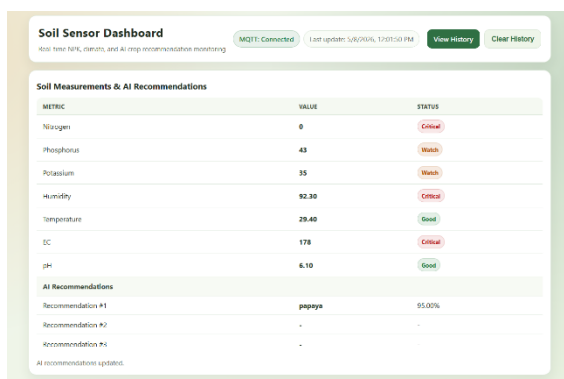 Soil Sensor Dashboard
Real-time NPK, climate, and AI crop recommendation monitoring.
MQTT: Connected
Last update: 5/8/2026, 12:01:50 PM
View History
Clear History
Soil Measurements & AI Recommendations
METRIC VALUE STATUS
Nitrogen 0 Critical
Phosphorus 43 Watch
Potassium 35 Watch
Humidity 92.30 Critical
Temperature 29.40 Good
EC 178 Critical
pH 6.10 Good
AI Recommendations
Recommendation #1 papaya 95.00%
Recommendation #2 - -
Recommendation #3 -
AI recommendations updated.